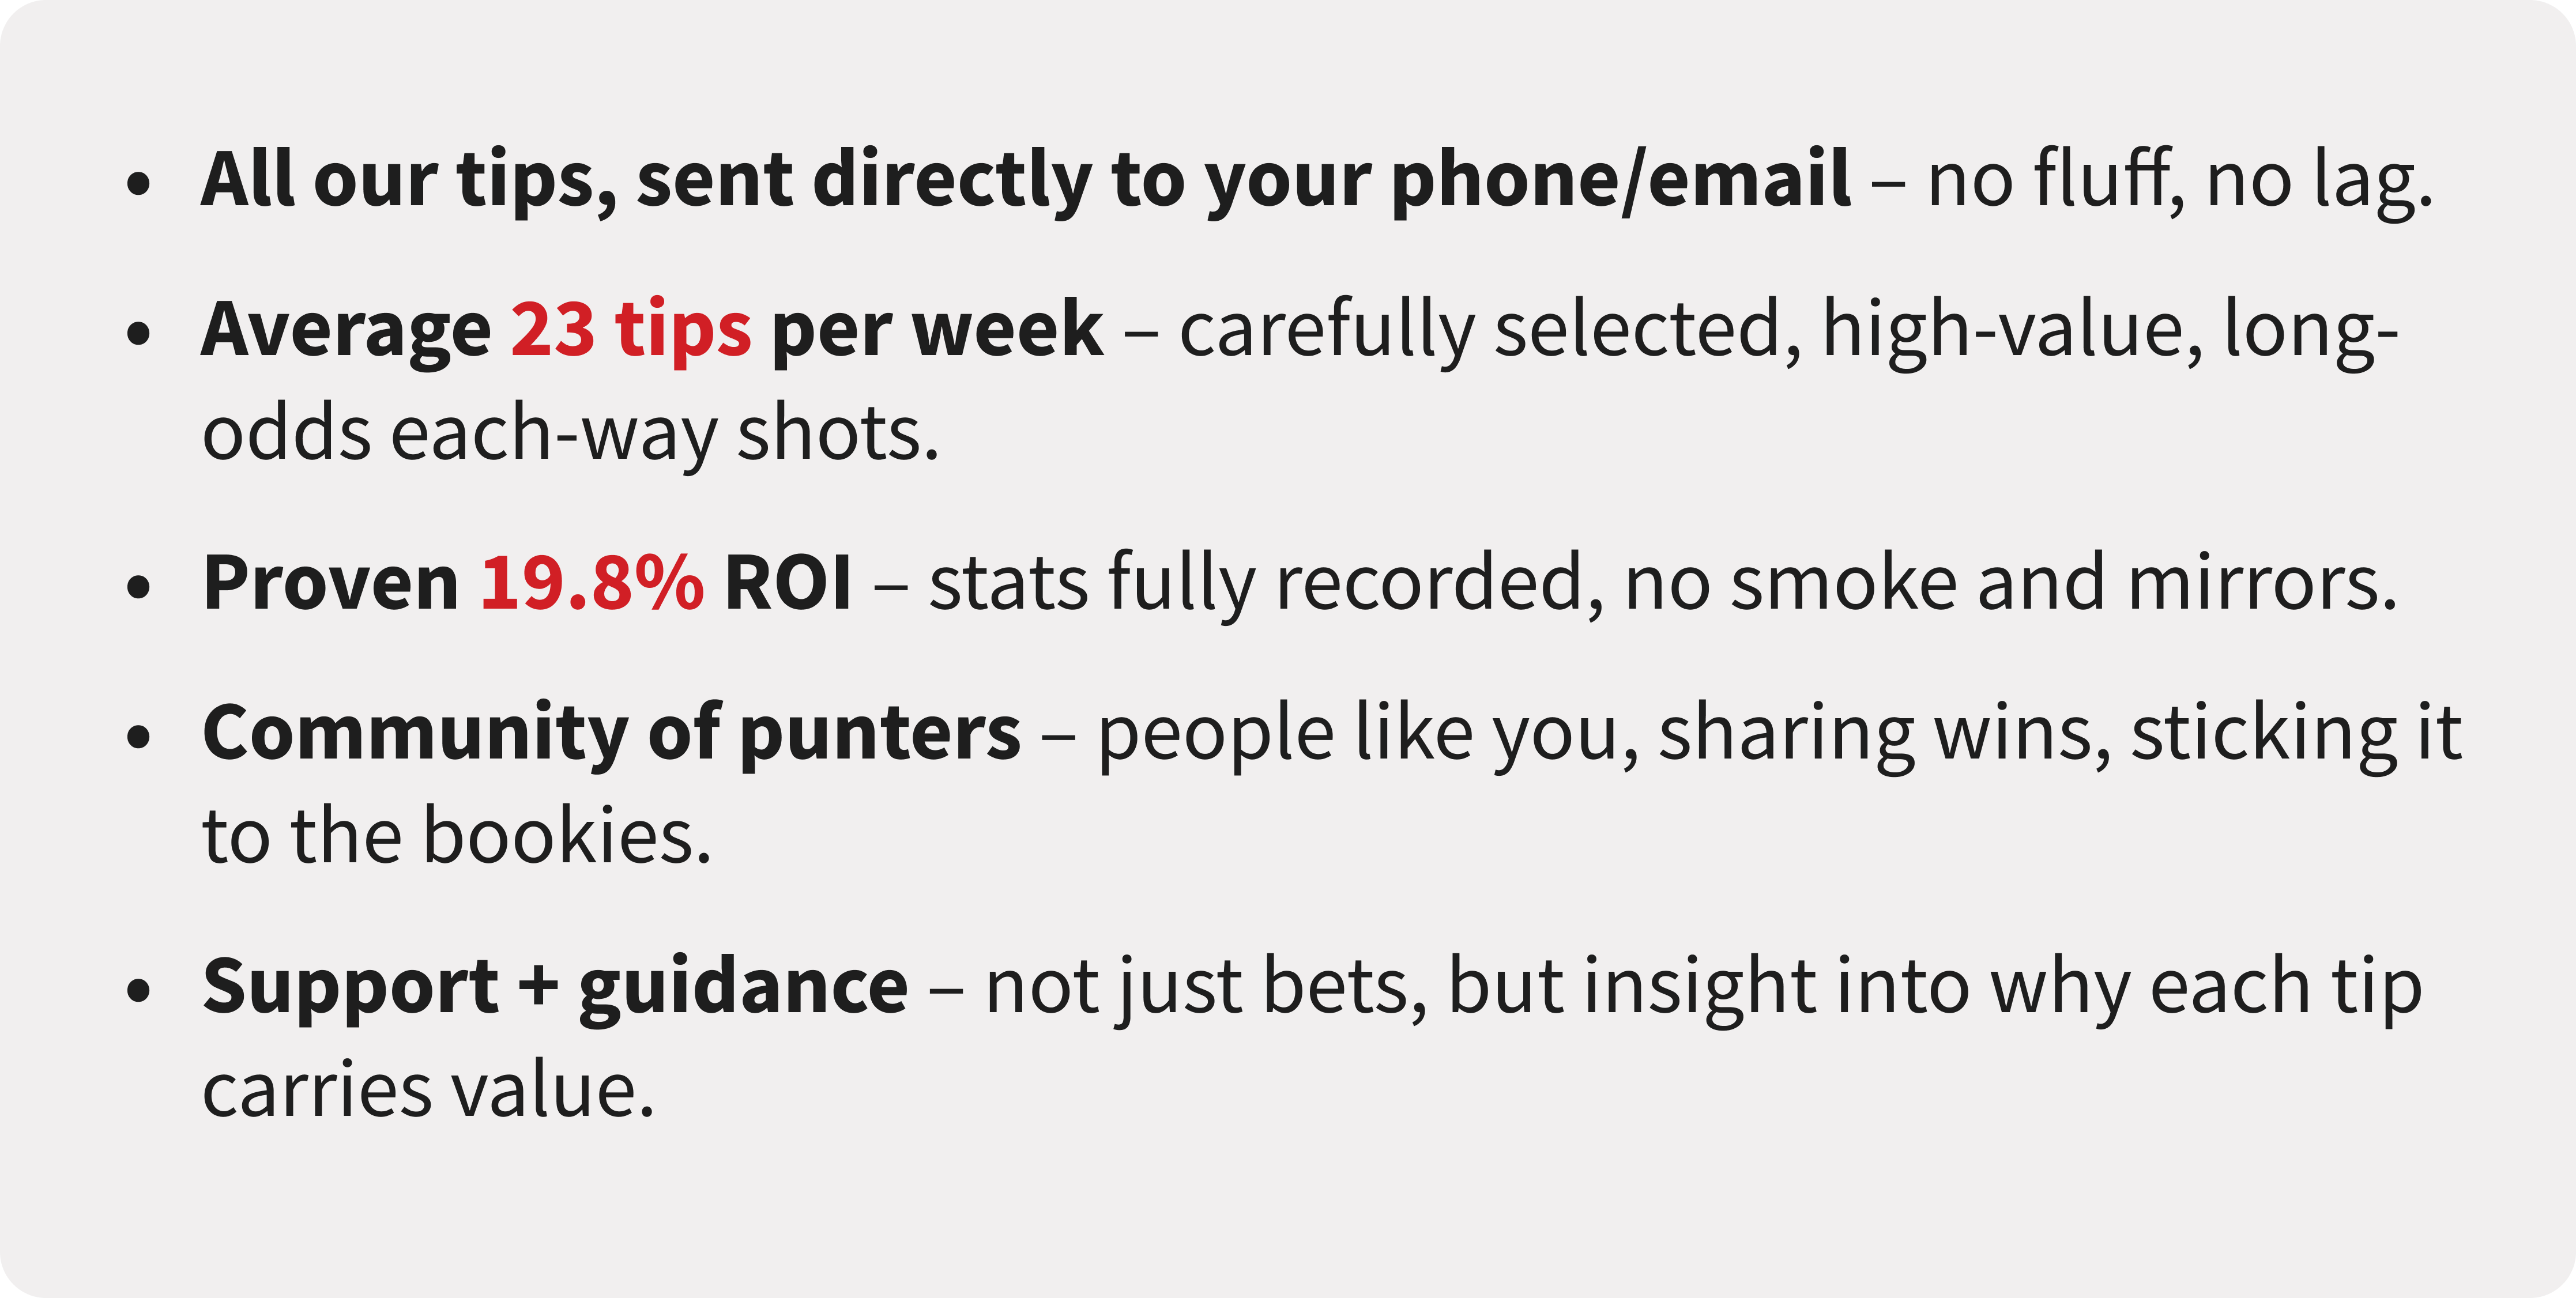 • All our tips, sent directly to your phone/email – no fluff, no lag.
• Average 23 tips per week – carefully selected, high-value, long-
odds each-way shots.
• Proven 19.8% ROI – stats fully recorded, no smoke and mirrors.
• Community of punters – people like you, sharing wins, sticking it
to the bookies.
• Support + guidance – not just bets, but insight into why each tip
carries value.